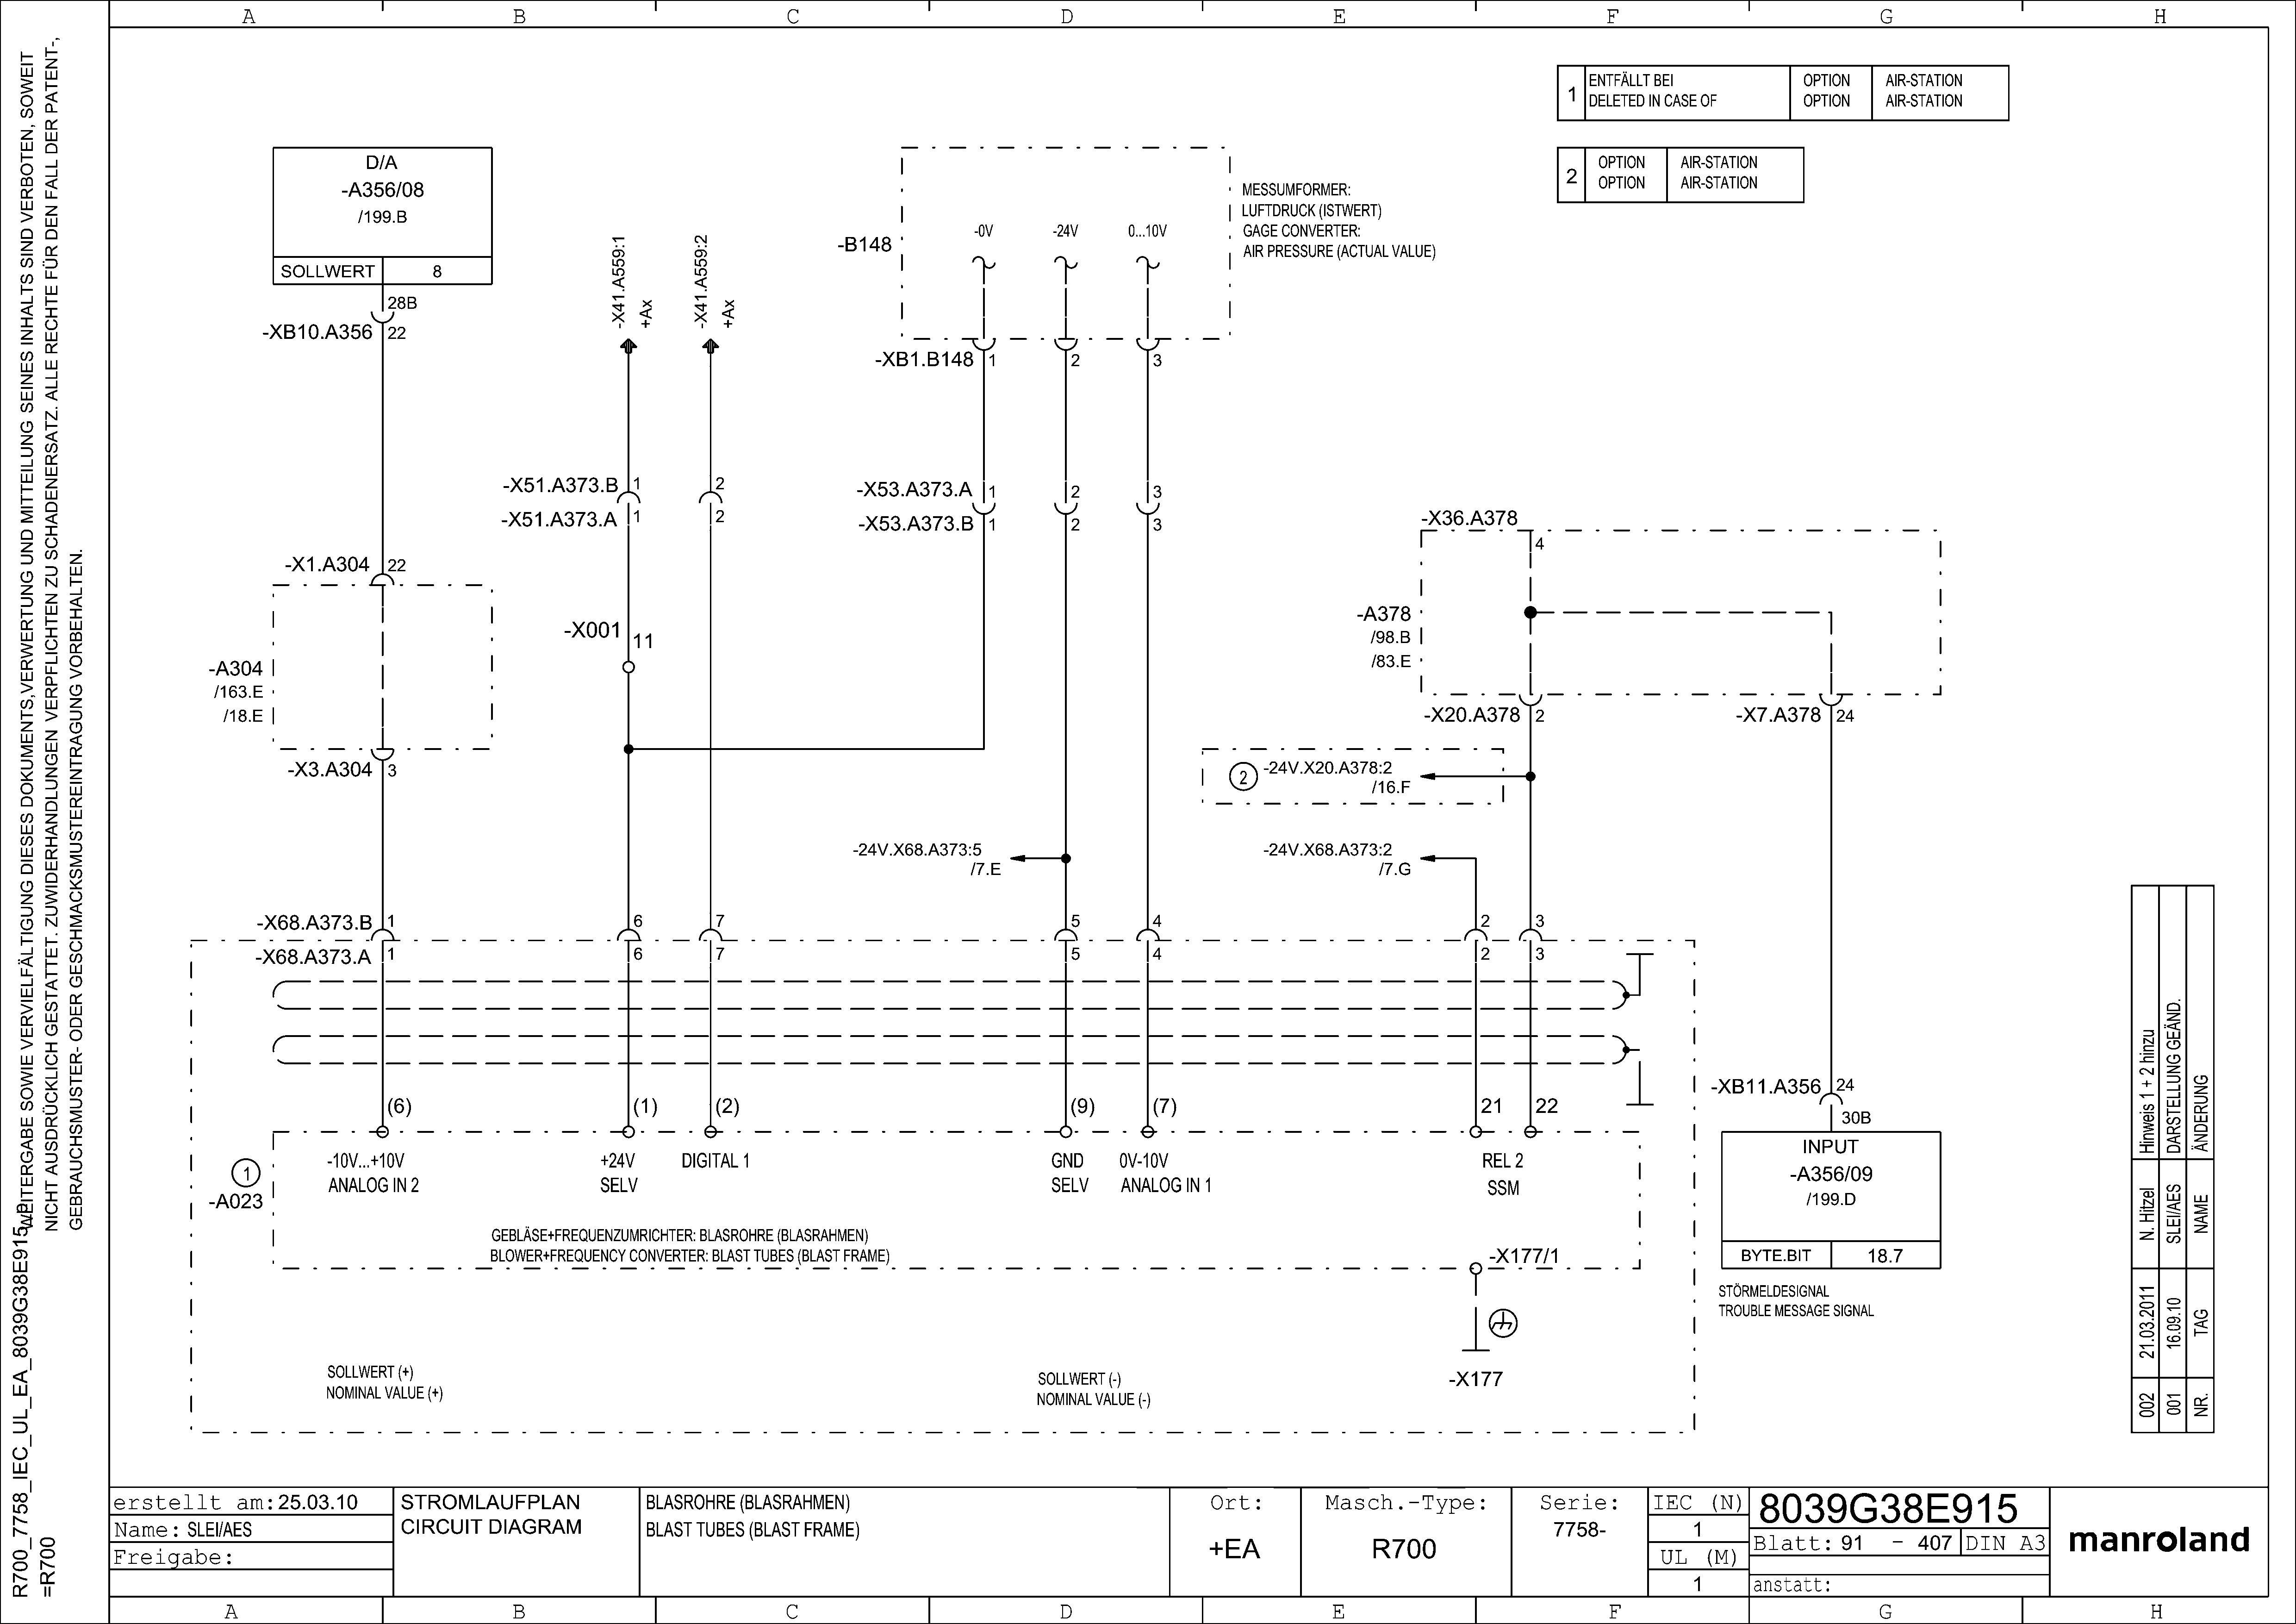 A B C D E F G H
WEITERGABE SOWIE VERVIELFÄLTIGUNG DIESES DOKUMENTS,VERWERTUNG UND MITTEILUNG SEINES INHALTS SIND VERBOTEN, SOWEIT
NICHT AUSDRÜCKLICH GESTATTET. ZUWIDERHANDLUNGEN VERPFLICHTEN ZU SCHADENERSATZ. ALLE RECHTE FÜR DEN FALL DER PATENT-,
GEBRAUCHSMUSTER- ODER GESCHMACKSMUSTEREINTRAGUNG VORBEHALTEN.
1 ENTFÄLLT BEI OPTION AIR-STATION
DELETED IN CASE OF OPTION AIR-STATION
2 OPTION AIR-STATION
OPTION AIR-STATION
D/A
-A356/08
/199.B
SOLLWERT 8
28B
-XB10.A356 22
-X41.A559:1
+Ax
-X41.A559:2
+Ax
-B148
-0V -24V 0...10V
MESSUMFORMER:
LUFTDRUCK (ISTWERT)
GAGE CONVERTER:
AIR PRESSURE (ACTUAL VALUE)
-XB1.B148 1 2 3
-X51.A373.B 1 2
-X51.A373.A 1 2
-X53.A373.A 1 2 3
-X53.A373.B 1 2 3
-X36.A378
4
-X1.A304 22
-A304
/163.E
/18.E
-X3.A304 3
-X001 11
-A378
/98.B
/83.E
-X20.A378 2
-X7.A378 24
2 -24V.X20.A378:2
/16.F
-24V.X68.A373:5
/7.E
-24V.X68.A373:2
/7.G
-X68.A373.B 1 6 7 5 4 2 3
-X68.A373.A 1 6 7 5 4 2 3
(6) (1) (2) (9) (7) 21 22
-XB11.A356 24
30B
INPUT
-A356/09
/199.D
BYTE.BIT 18.7
STÖRMELDESIGNAL
TROUBLE MESSAGE SIGNAL
1
-A023
-10V...+10V +24V DIGITAL 1 GND 0V-10V REL 2
ANALOG IN 2 SELV SELV ANALOG IN 1 SSM
GEBLÄSE+FREQUENZUMRICHTER: BLASROHRE (BLASRAHMEN)
BLOWER+FREQUENCY CONVERTER: BLAST TUBES (BLAST FRAME)
-X177/1
-X177
SOLLWERT (+)
NOMINAL VALUE (+)
SOLLWERT (-)
NOMINAL VALUE (-)
002 21.03.2011 N. Hitzel Hinweis 1 + 2 hinzu
001 16.09.10 SLEI/AES DARSTELLUNG GEÄND.
NR. TAG NAME ÄNDERUNG
R700_7758_IEC_UL_EA_8039G38E915_0
=R700
erstellt am: 25.03.10
Name: SLEI/AES
Freigabe:
STROMLAUFPLAN
CIRCUIT DIAGRAM
BLASROHRE (BLASRAHMEN)
BLAST TUBES (BLAST FRAME)
Ort:
+EA
Masch.-Type:
R700
Serie:
7758-
IEC (N)
1
UL (M)
1
8039G38E915
Blatt: 91 - 407 DIN A3
anstatt:
manroland
A B C D E F G H